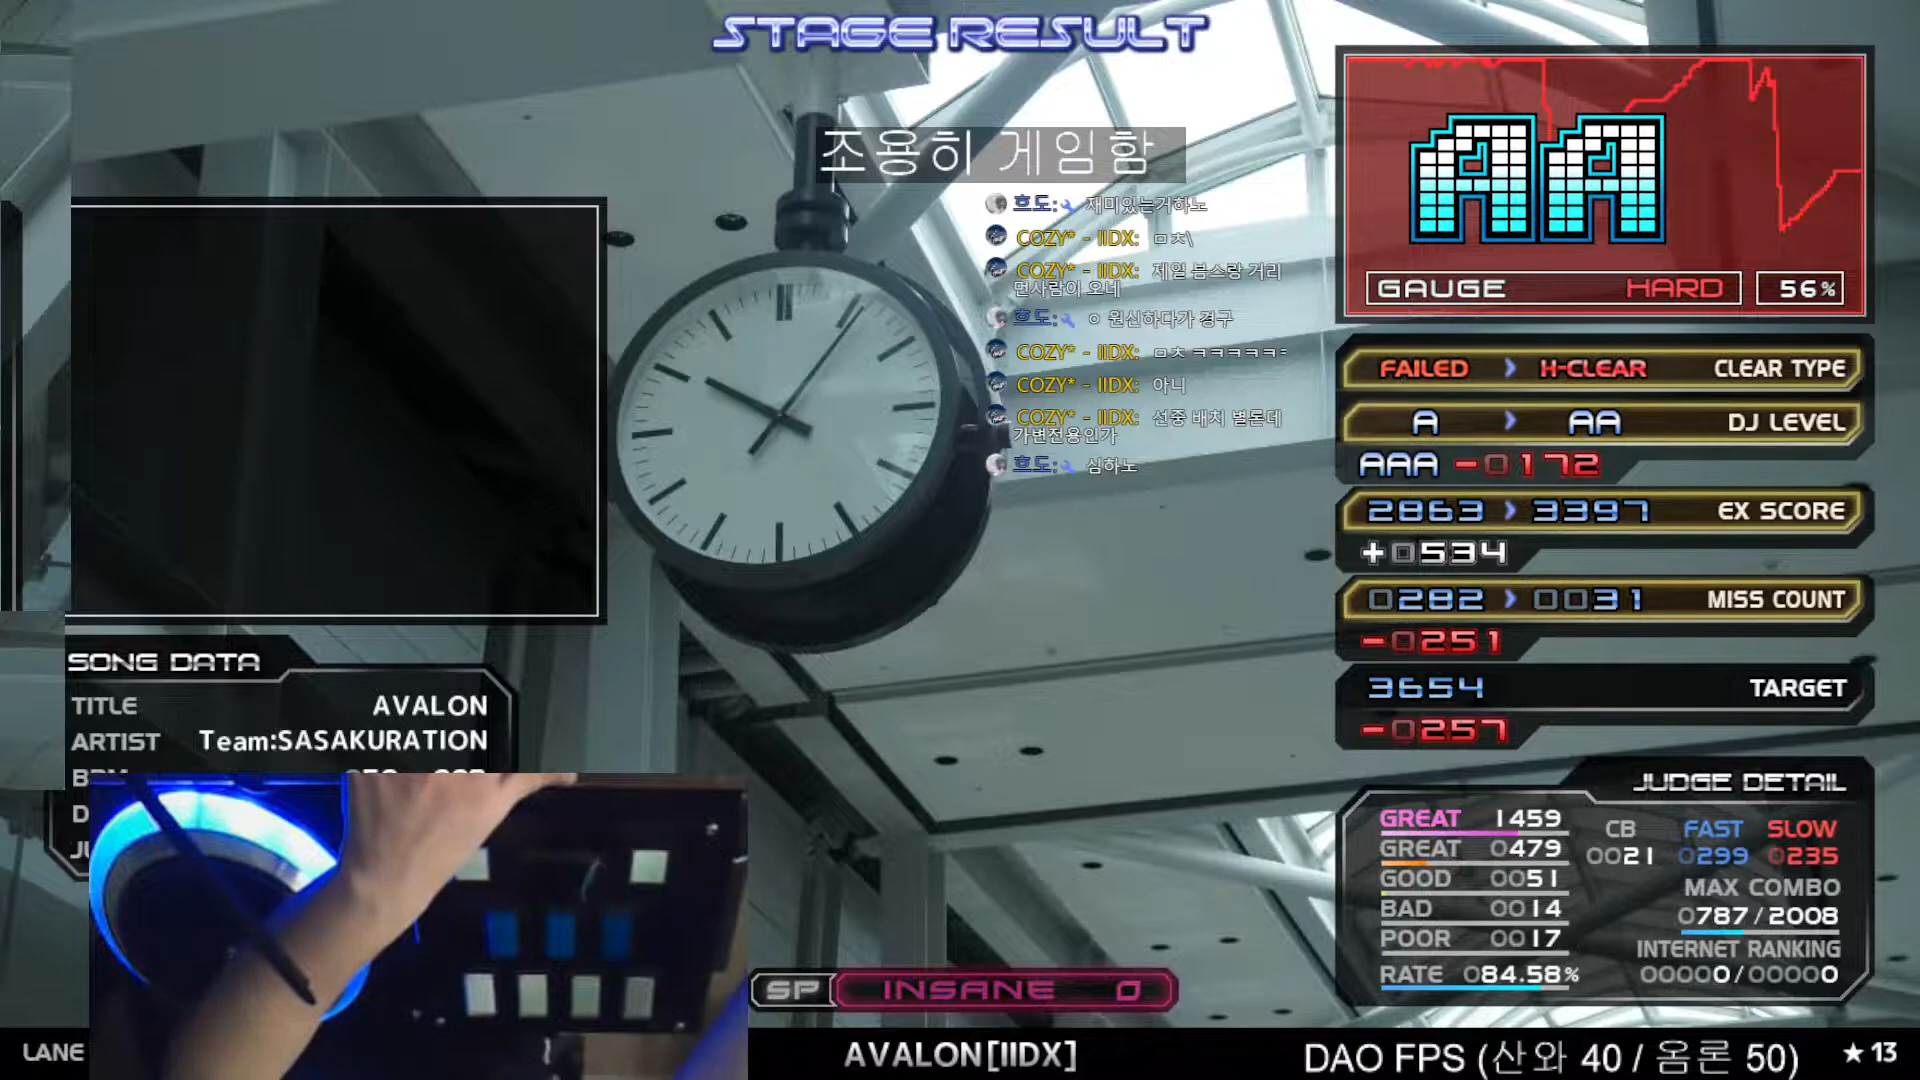 STAGE RESULT
조용히 게임함
흐도: 재미있는거하노
COZY* - IIDX: ㅁㅊ\
COZY* - IIDX: 제일 븜스랑 거리
먼사람이 오네
흐도: ㅇ 원신하다가 경구
COZY* - IIDX: ㅁㅊ ㅋㅋㅋㅋㅋㅋ
COZY* - IIDX: 아니
COZY* - IIDX: 선중 배치 별론데
가변전용인가
흐도: 심하노
AA
GAUGE HARD 56%
FAILED > H-CLEAR CLEAR TYPE
A > AA DJ LEVEL
AAA -0172
2863 > 3397 EX SCORE
+0534
0282 > 0031 MISS COUNT
-0251
3654 TARGET
-0257
SONG DATA
TITLE AVALON
ARTIST Team:SASAKURATION
JUDGE DETAIL
GREAT 1459
GREAT 0479
GOOD 0051
BAD 0014
POOR 0017
RATE 084.58%
CB FAST SLOW
0021 0299 0235
MAX COMBO
0787/2008
INTERNET RANKING
00000/00000
SP INSANE 0
LANE
AVALON[IIDX]
DAO FPS (산와 40 / 옴론 50)
★13